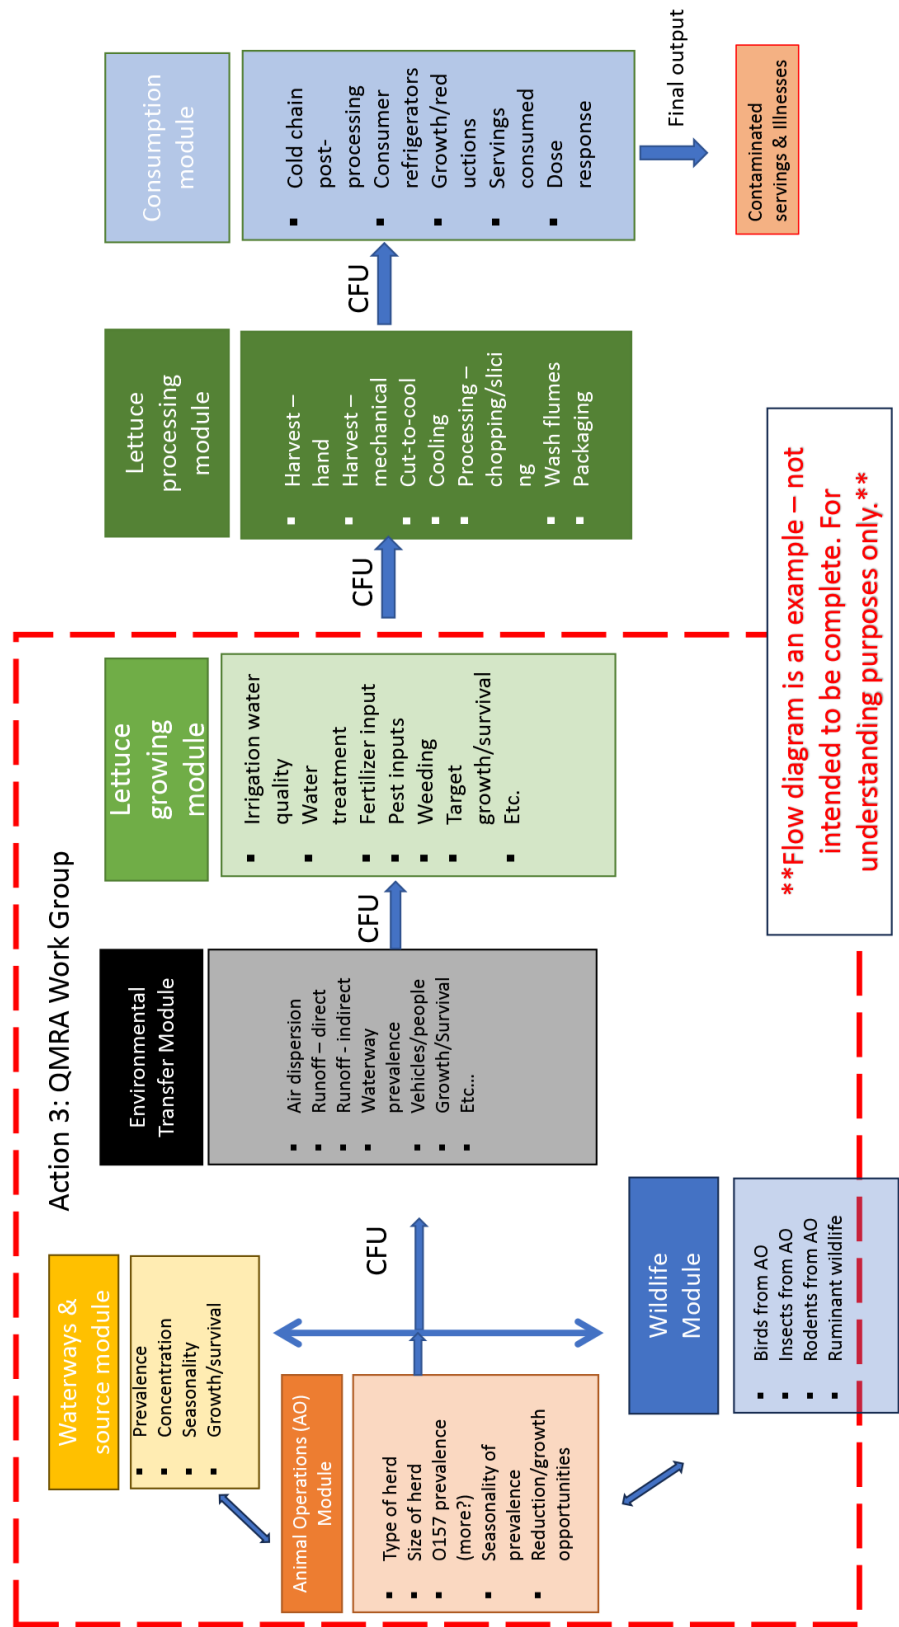 Action 3: QMRA Work Group
Waterways &
source module
Prevalence
Concentration
Seasonality
Growth/survival
Animal Operations (AO)
Module
Type of herd
Size of herd
O157 prevalence
(more?)
Seasonality of
prevalence
Reduction/growth
opportunities
Wildlife
Module
Birds from AO
Insects from AO
Rodents from AO
Ruminant wildlife
CFU
Environmental
Transfer Module
Air dispersion
Runoff – direct
Runoff - indirect
Waterway
prevalence
Vehicles/people
Growth/Survival
Etc...
CFU
Lettuce
growing
module
Irrigation water
quality
Water
treatment
Fertilizer input
Pest inputs
Weeding
Target
growth/survival
Etc.
CFU
Lettuce
processing
module
Harvest –
hand
Harvest –
mechanical
Cut-to-cool
Cooling
Processing –
chopping/slici
ng
Wash flumes
Packaging
CFU
Consumption
module
Cold chain
post-
processing
Consumer
refrigerators
Growth/red
uctions
Servings
consumed
Dose
response
Final output
Contaminated
servings & Illnesses
**Flow diagram is an example – not
intended to be complete. For
understanding purposes only.**